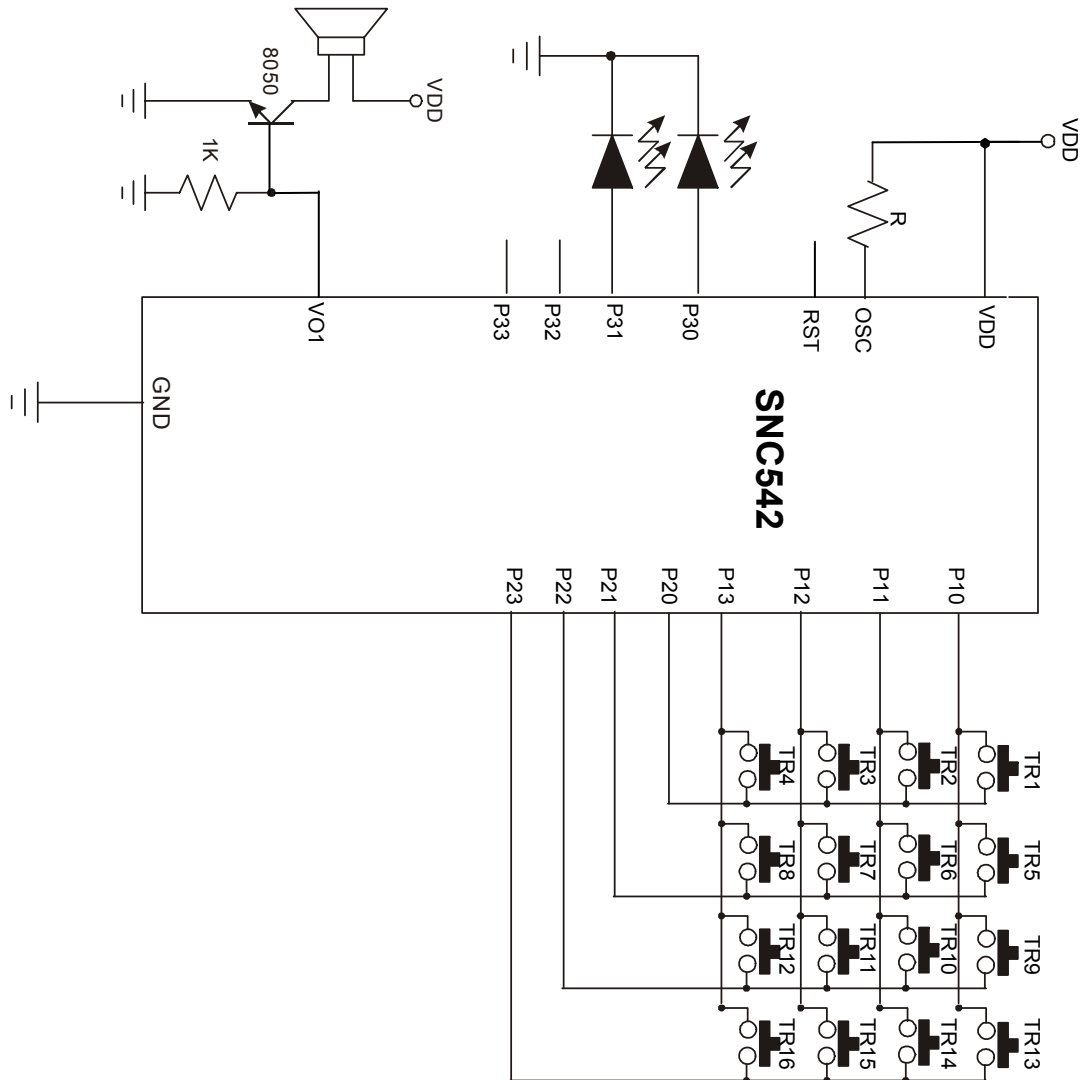 8050
VDD
1K
VDD
R
VO1
P33
P32
P31
P30
RST
OSC
VDD
GND
SNC542
P23
P22
P21
P20
P13
P12
P11
P10
TR4
TR3
TR2
TR1
TR8
TR7
TR6
TR5
TR12
TR11
TR10
TR9
TR16
TR15
TR14
TR13